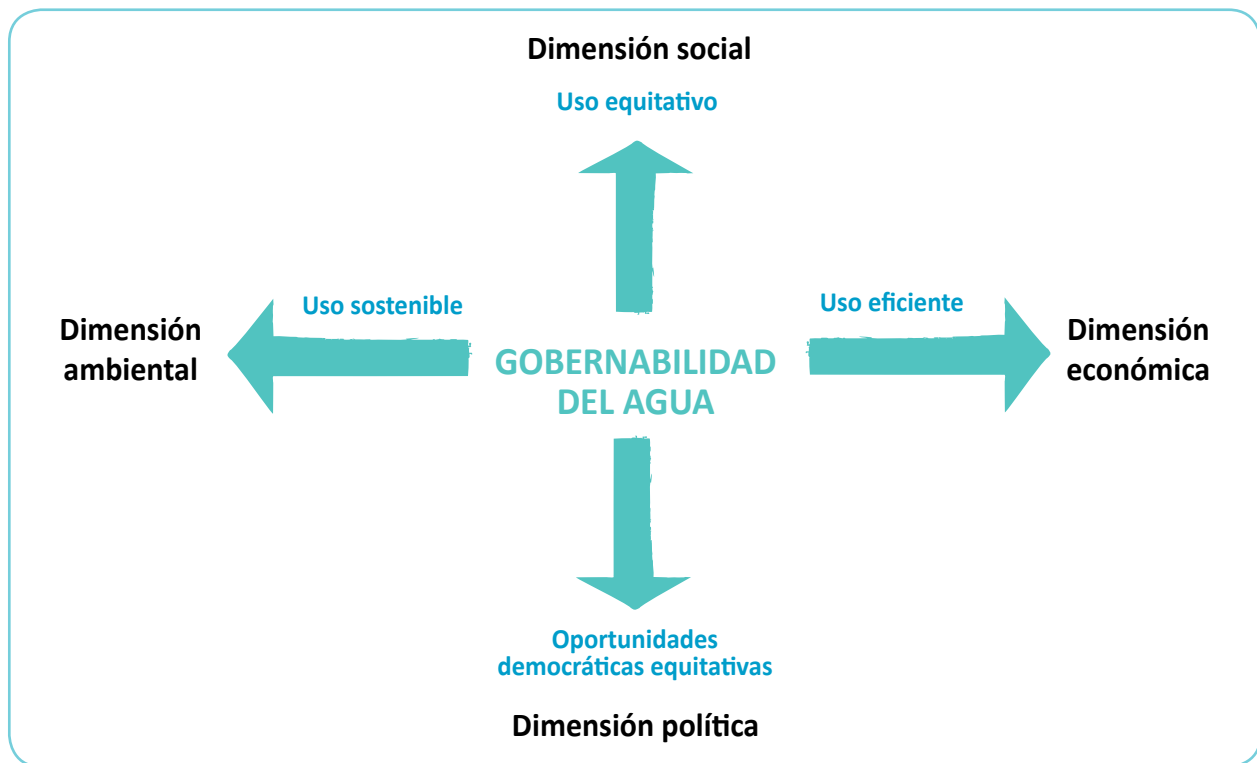 Dimensión social
Uso equitativo
Uso sostenible
Uso eficiente
Dimensión
ambiental
GOBERNABILIDAD
DEL AGUA
Dimensión
económica
Oportunidades
democráticas equitativas
Dimensión política